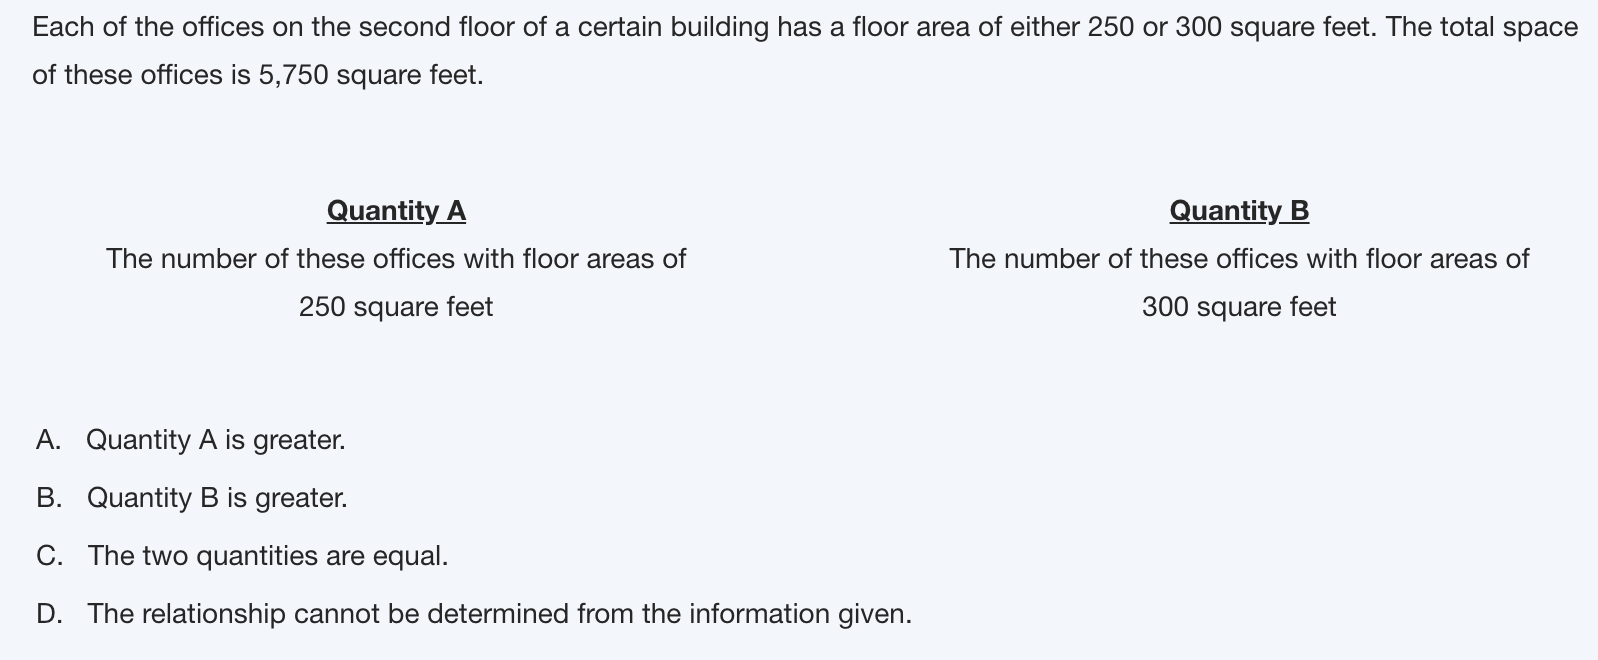 Each of the offices on the second floor of a certain building has a floor area of either 250 or 300 square feet. The total space
of these offices is 5,750 square feet.
Quantity A
The number of these offices with floor areas of
250 square feet
Quantity B
The number of these offices with floor areas of
300 square feet
A. Quantity A is greater.
B. Quantity B is greater.
C. The two quantities are equal.
D. The relationship cannot be determined from the information given.